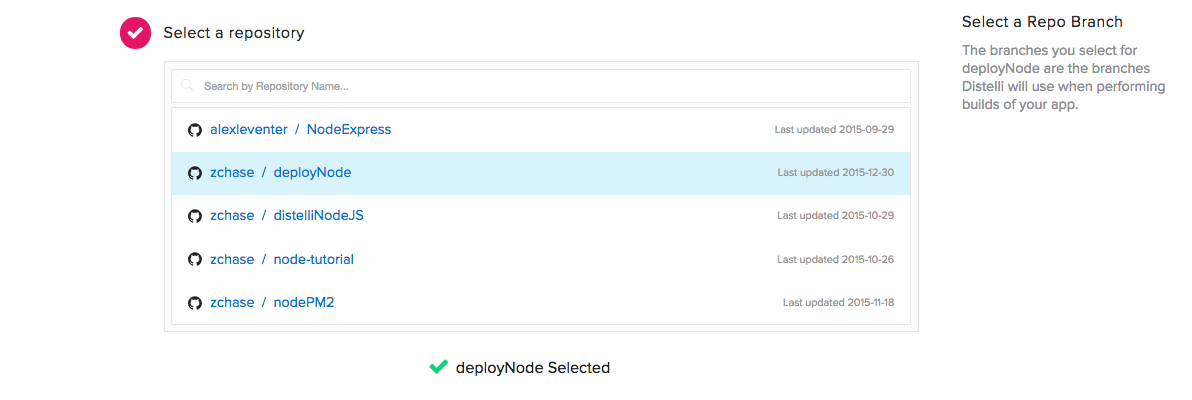 Select a repository
Search by Repository Name...
alexleventer / NodeExpress Last updated 2015-09-29
zchase / deployNode Last updated 2015-12-30
zchase / distelliNodeJS Last updated 2015-10-29
zchase / node-tutorial Last updated 2015-10-26
zchase / nodePM2 Last updated 2015-11-18
deployNode Selected
Select a Repo Branch
The branches you select for
deployNode are the branches
Distelli will use when performing
builds of your app.